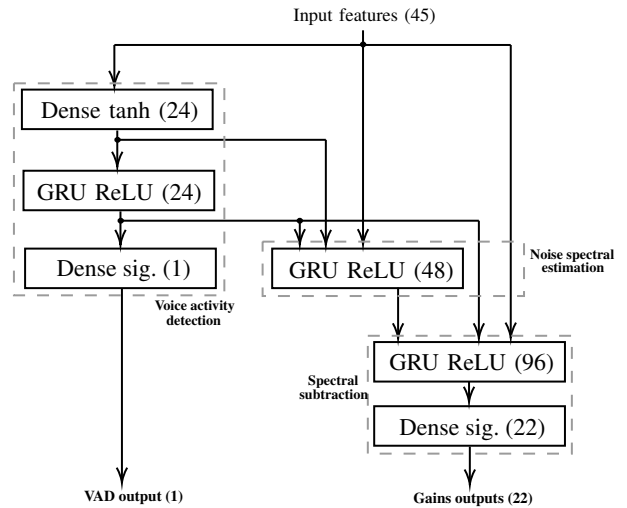 Input features (45)
Dense tanh (24)
GRU ReLU (24)
Dense sig. (1)
GRU ReLU (48)
Noise spectral
estimation
Voice activity
detection
GRU ReLU (96)
Spectral
subtraction
Dense sig. (22)
VAD output (1)
Gains outputs (22)